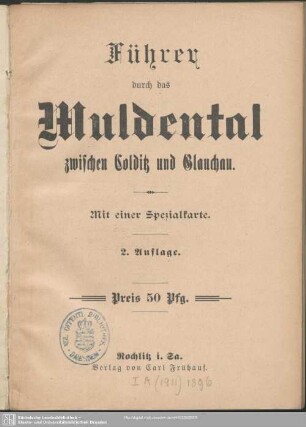 Führer
durch das
Muldental
zwischen Colditz und Glauchau.
Mit einer Spezialkarte.
2. Auflage.
Preis 50 Pfg.
Rochlitz i. Sa.
Verlag von Carl Fruhauf.